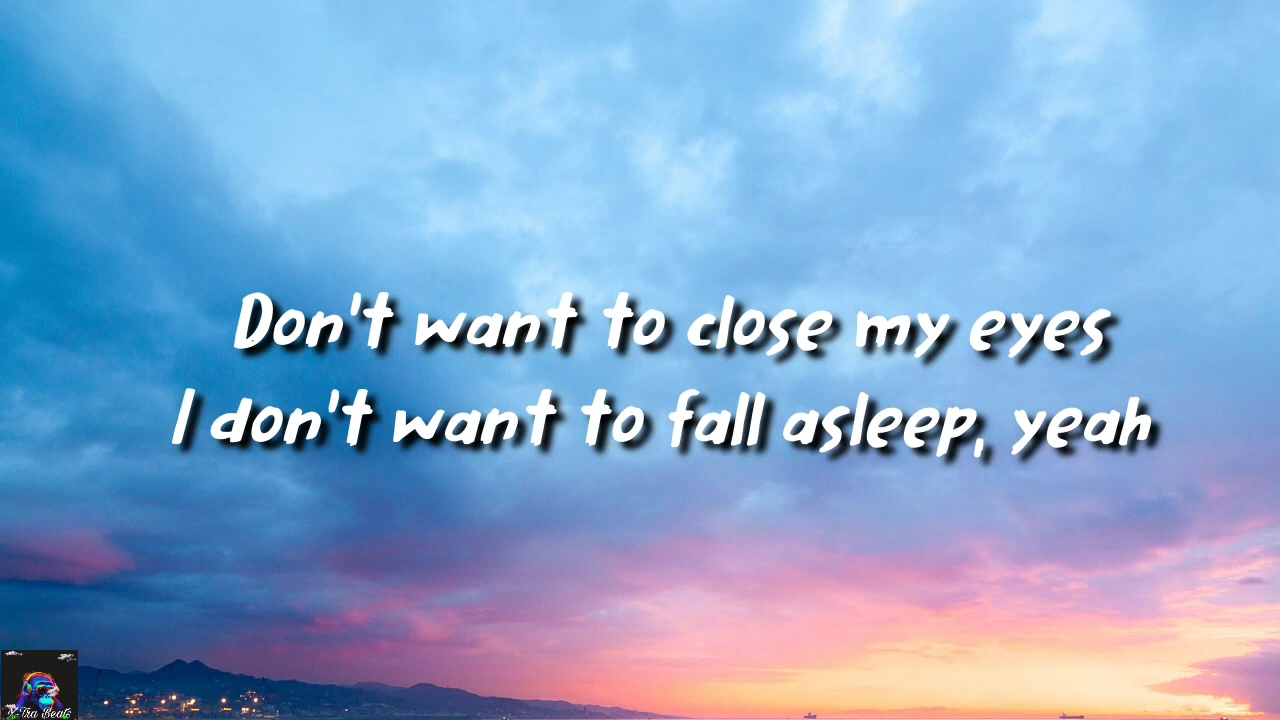 Don't want to close my eyes
I don't want to fall asleep, yeah
X-Tra Beats